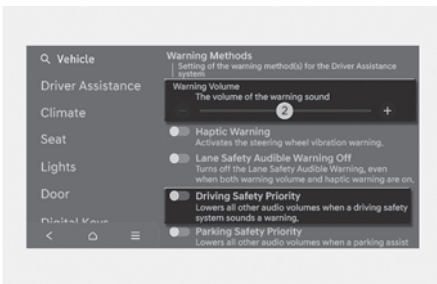 Vehicle
Driver Assistance
Climate
Seat
Lights
Door
Digital Keys
Warning Methods
Setting of the warning method(s) for the Driver Assistance
system
Warning Volume
The volume of the warning sound
2
Haptic Warning
Activates the steering wheel vibration warning.
Lane Safety Audible Warning Off
Turns off the Lane Safety Audible Warning, even
when both warning volume and haptic warning are on.
Driving Safety Priority
Lowers all other audio volumes when a driving safety
system sounds a warning,
Parking Safety Priority
Lowers all other audio volumes when a parking assist